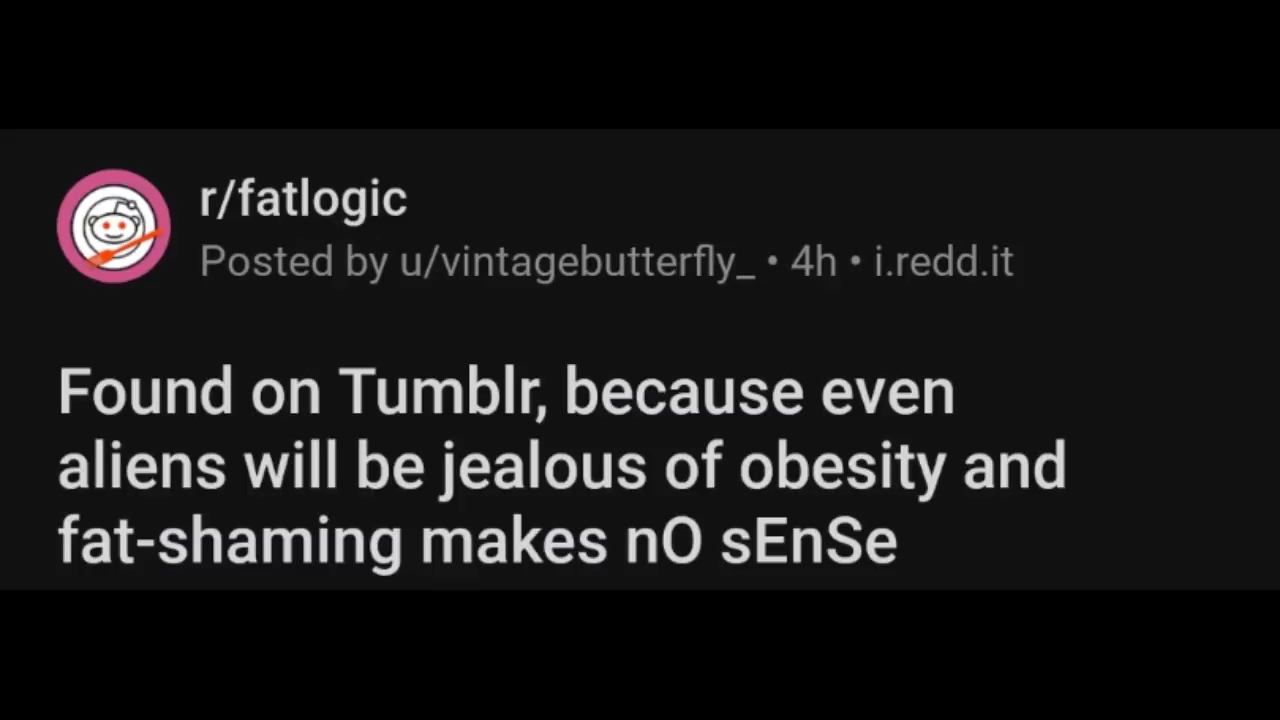 r/fatlogic
Posted by u/vintagebutterfly_ • 4h • i.redd.it
Found on Tumblr, because even
aliens will be jealous of obesity and
fat-shaming makes nO sEnSe